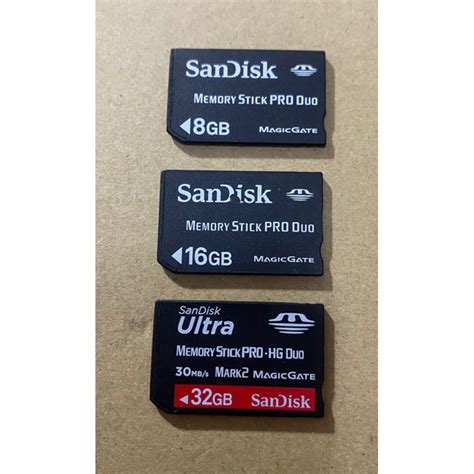 SanDisk
MEMORY STICK PRO DUO
8GB MAGICGATE
SanDisk
MEMORY STICK PRO DUO
16GB MAGICGATE
SanDisk
Ultra
MEMORY STICK PRO-HG DUO
30MB/s MARK2 MAGICGATE
32GB SanDisk